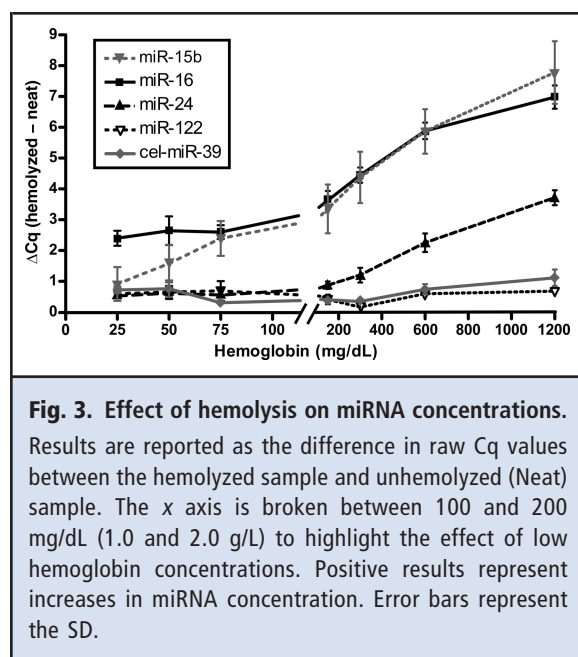 9
8
7
6
5
4
3
2
1
0
ΔCq (hemolyzed – neat)
miR-15b
miR-16
miR-24
miR-122
cel-miR-39
0 25 50 75 100 200 400 600 800 1000 1200
Hemoglobin (mg/dL)
Fig. 3. Effect of hemolysis on miRNA concentrations.
Results are reported as the difference in raw Cq values
between the hemolyzed sample and unhemolyzed (Neat)
sample. The x axis is broken between 100 and 200
mg/dL (1.0 and 2.0 g/L) to highlight the effect of low
hemoglobin concentrations. Positive results represent
increases in miRNA concentration. Error bars represent
the SD.